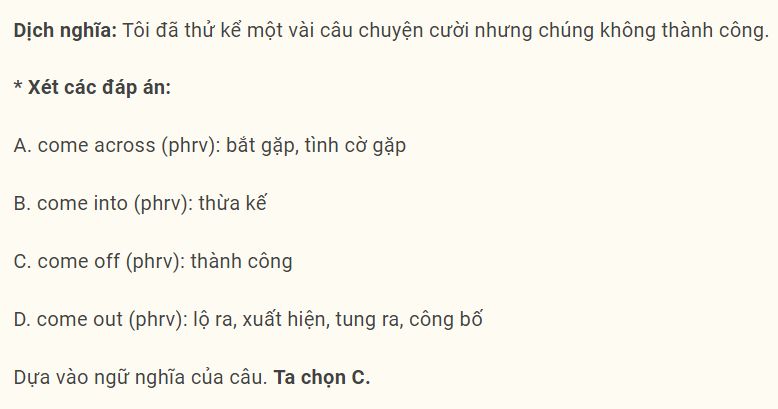 Dịch nghĩa: Tôi đã thử kể một vài câu chuyện cười nhưng chúng không thành công.
* Xét các đáp án:
A. come across (phrv): bắt gặp, tình cờ gặp
B. come into (phrv): thừa kế
C. come off (phrv): thành công
D. come out (phrv): lộ ra, xuất hiện, tung ra, công bố
Dựa vào ngữ nghĩa của câu. Ta chọn C.